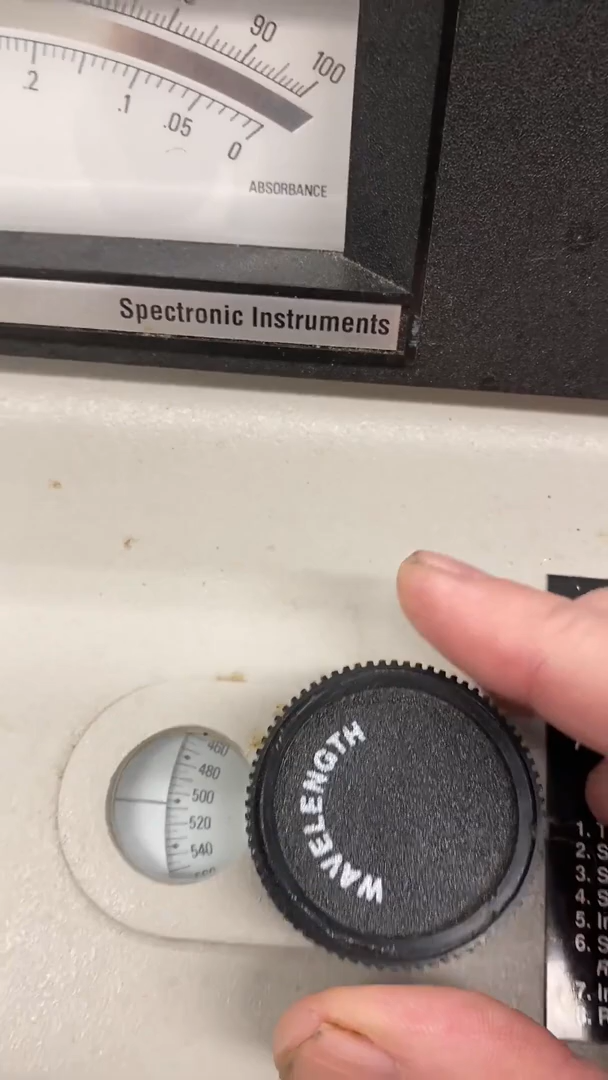 90
100
.2
.1
.05
0
ABSORBANCE
Spectronic Instruments
460
480
500
520
540
WAVELENGTH
1.
2. S
3. S
4. S
5. I
6. S
7. I
8. R